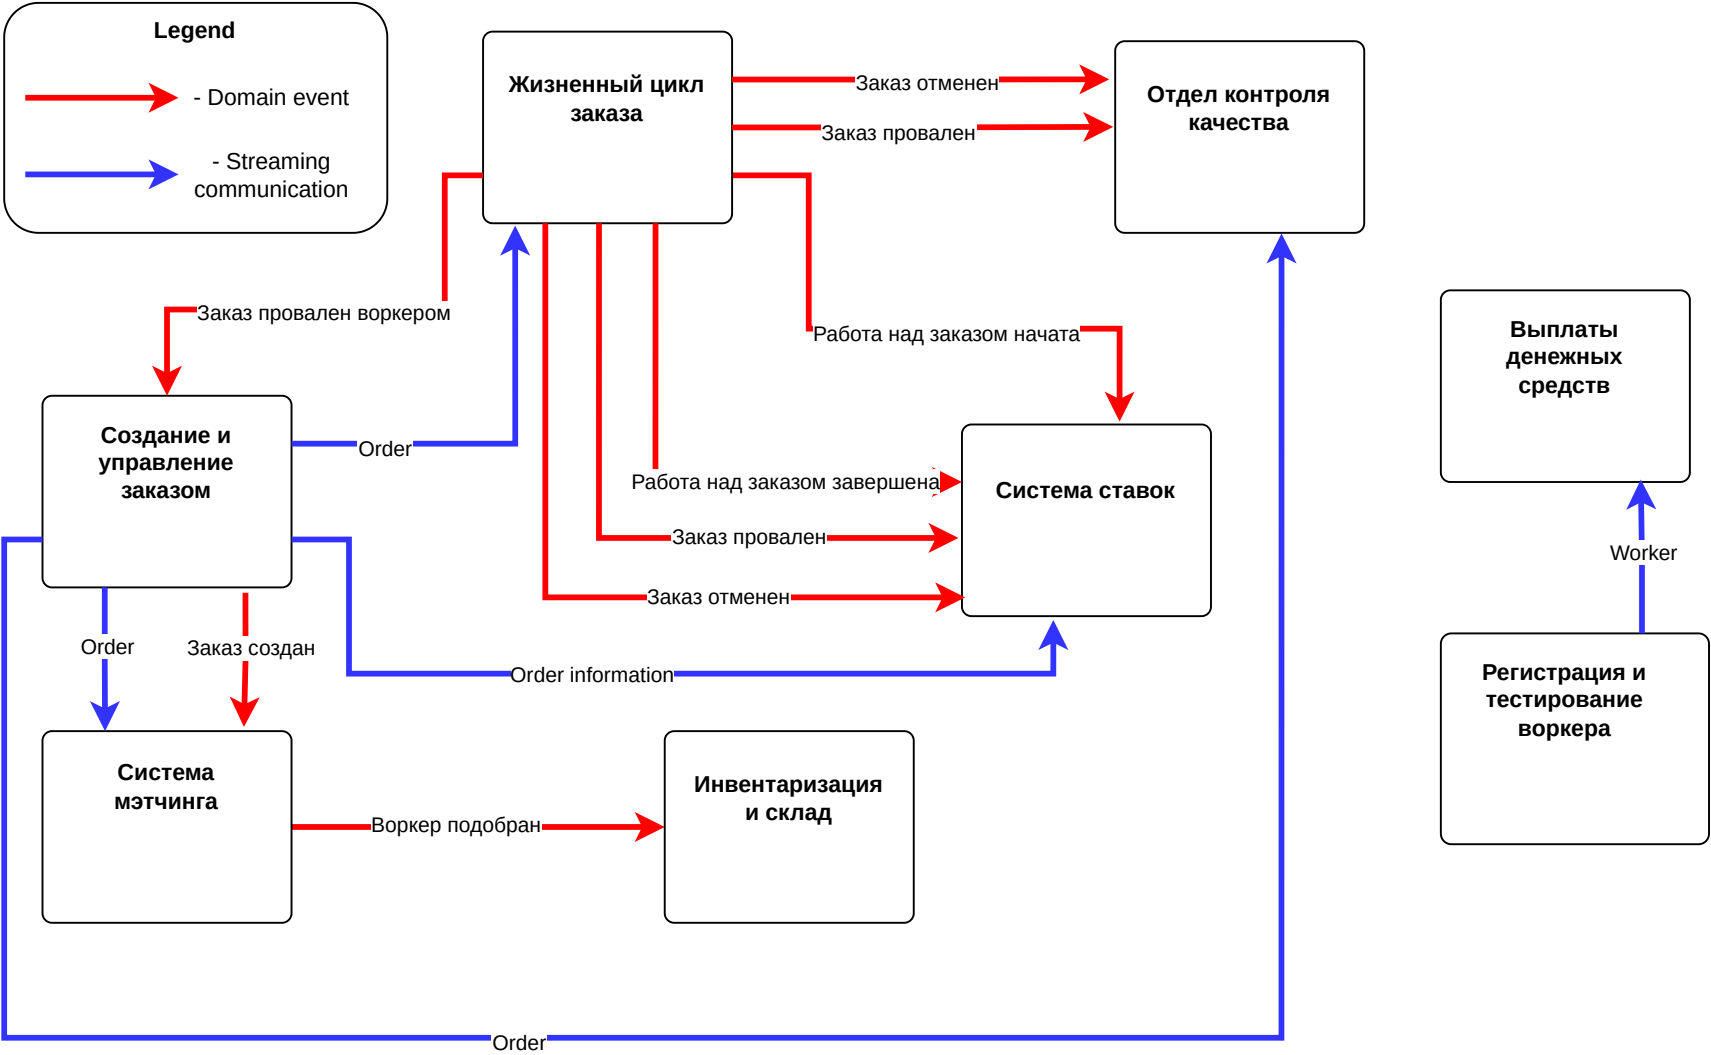 Legend
- Domain event
- Streaming
communication
Жизненный цикл
заказа
Заказ отменен
Заказ провален
Отдел контроля
качества
Заказ провален воркером
Работа над заказом начата
Выплаты
денежных
средств
Создание и
управление
заказом
Order
Работа над заказом завершена
Система ставок
Заказ провален
Заказ отменен
Worker
Order
Заказ создан
Order information
Регистрация и
тестирование
воркера
Система
мэтчинга
Воркер подобран
Инвентаризация
и склад
Order